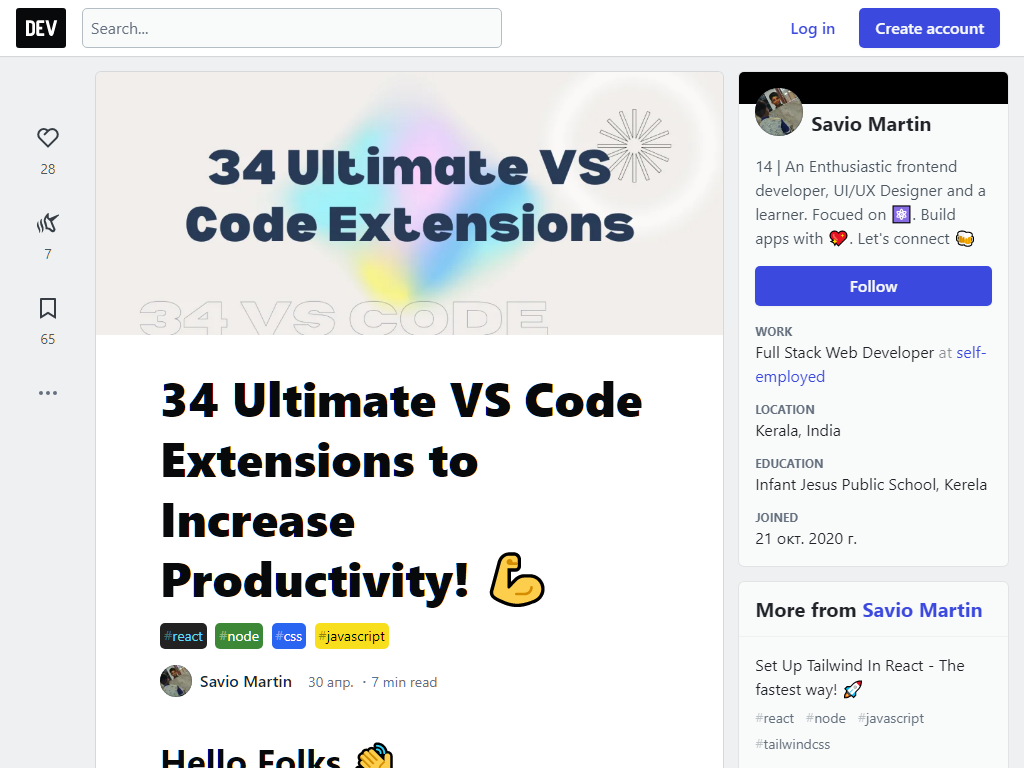 DEV
Search...
Log in
Create account
34 Ultimate VS
Code Extensions
34 VS CODE
28
7
65
34 Ultimate VS Code
Extensions to
Increase
Productivity! 💪
#react #node #css #javascript
Savio Martin 30 апр. · 7 min read
Hello Folks 👋
Savio Martin
14 | An Enthusiastic frontend
developer, UI/UX Designer and a
learner. Focued on ⚛️. Build
apps with 💖. Let's connect 🍻
Follow
WORK
Full Stack Web Developer at self-
employed
LOCATION
Kerala, India
EDUCATION
Infant Jesus Public School, Kerela
JOINED
21 окт. 2020 г.
More from Savio Martin
Set Up Tailwind In React - The
fastest way! 🚀
#react #node #javascript
#tailwindcss